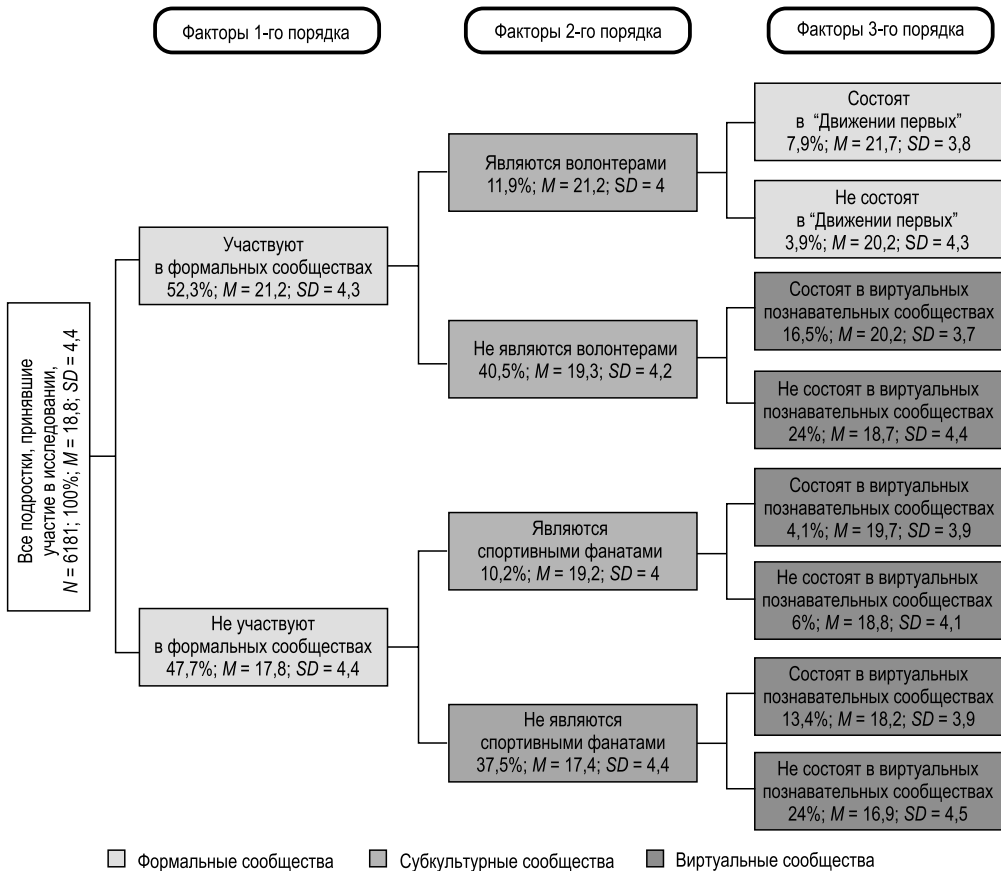 Факторы 1-го порядка
Факторы 2-го порядка
Факторы 3-го порядка
Все подростки, принявшие
участие в исследовании,
N = 6181; 100%; M = 18,8; SD = 4,4
Участвуют
в формальных сообществах
52,3%; M = 21,2; SD = 4,3
Не участвуют
в формальных сообществах
47,7%; M = 17,8; SD = 4,4
Являются волонтерами
11,9%; M = 21,2; SD = 4
Не являются волонтерами
40,5%; M = 19,3; SD = 4,2
Являются
спортивными фанатами
10,2%; M = 19,2; SD = 4
Не являются
спортивными фанатами
37,5%; M = 17,4; SD = 4,4
Состоят
в “Движении первых”
7,9%; M = 21,7; SD = 3,8
Не состоят
в “Движении первых”
3,9%; M = 20,2; SD = 4,3
Состоят в виртуальных
познавательных сообществах
16,5%; M = 20,2; SD = 3,7
Не состоят в виртуальных
познавательных сообществах
24%; M = 18,7; SD = 4,4
Состоят в виртуальных
познавательных сообществах
4,1%; M = 19,7; SD = 3,9
Не состоят в виртуальных
познавательных сообществах
6%; M = 18,8; SD = 4,1
Состоят в виртуальных
познавательных сообществах
13,4%; M = 18,2; SD = 3,9
Не состоят в виртуальных
познавательных сообществах
24%; M = 16,9; SD = 4,5
Формальные сообщества
Субкультурные сообщества
Виртуальные сообщества